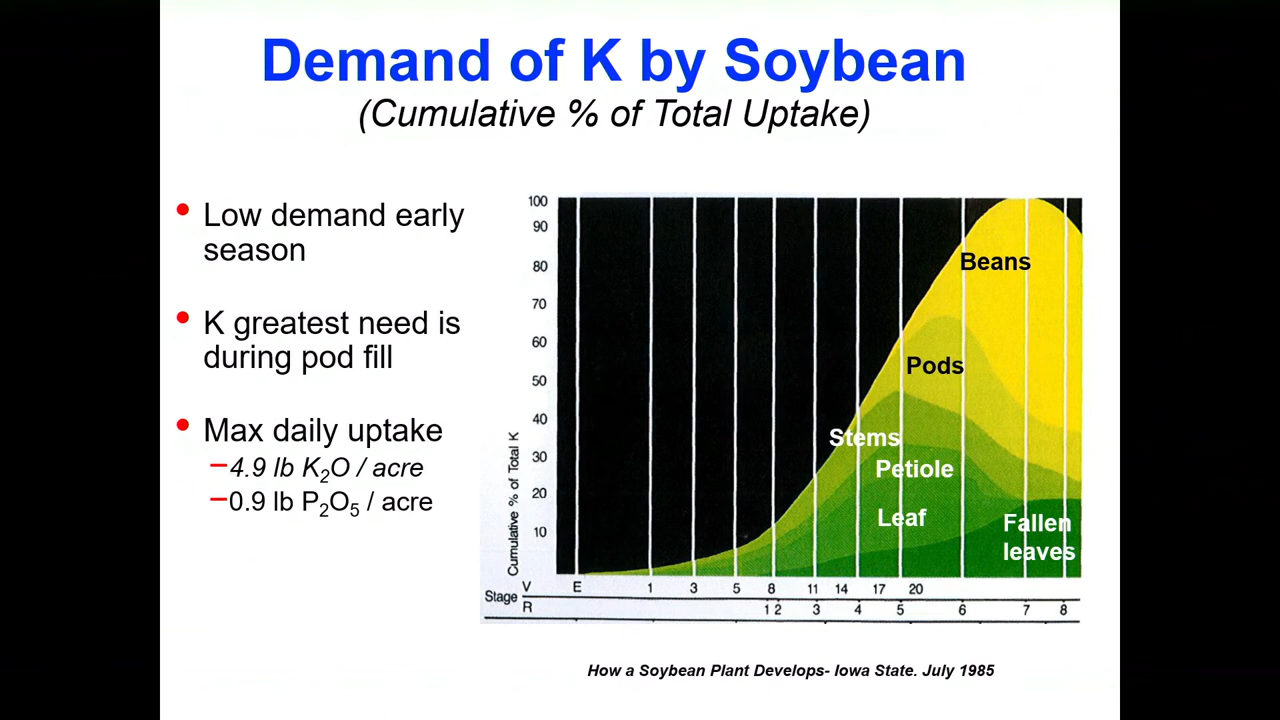 Demand of K by Soybean
(Cumulative % of Total Uptake)
• Low demand early
season
• K greatest need is
during pod fill
• Max daily uptake
–4.9 lb K₂O / acre
–0.9 lb P₂O₅ / acre
Cumulative % of Total K
100
90
80
70
60
50
40
30
20
10
Beans
Pods
Stems
Petiole
Leaf
Fallen
leaves
Stage
V E 1 3 5 8 11 14 17 20
R 1 2 3 4 5 6 7 8
How a Soybean Plant Develops- Iowa State. July 1985